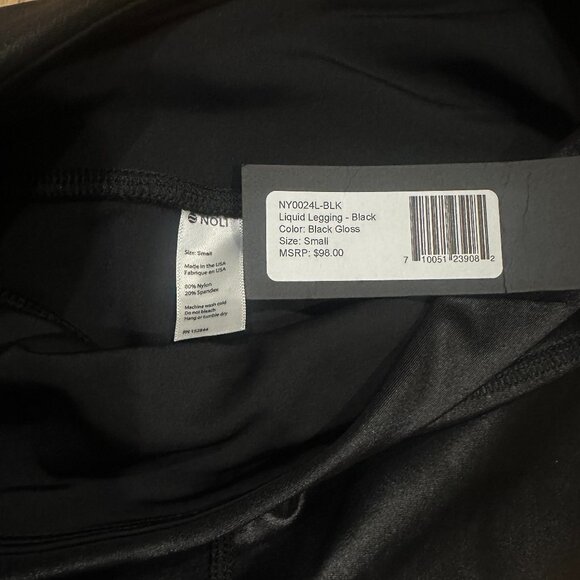 NOLI
Size: Small
Made in the USA
Fabrique en USA
80% Nylon
20% Spandex
Machine wash cold
Do not bleach
Hang or tumble dry
NY0024L-BLK
Liquid Legging - Black
Color: Black Gloss
Size: Small
MSRP: $98.00
7 10051 23908 2